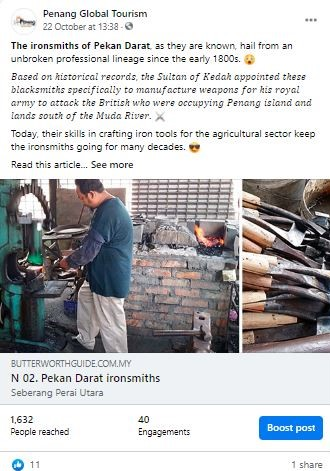 Penang Global Tourism
22 October at 13:38 ·
The ironsmiths of Pekan Darat, as they are known, hail from an
unbroken professional lineage since the early 1800s. 😮
Based on historical records, the Sultan of Kedah appointed these
blacksmiths specifically to manufacture weapons for his royal
army to attack the British who were occupying Penang island and
lands south of the Muda River. ⚔️
Today, their skills in crafting iron tools for the agricultural sector keep
the ironsmiths going for many decades. 😎
Read this article... See more
BUTTERWORTHGUIDE.COM.MY
N 02. Pekan Darat ironsmiths
Seberang Perai Utara
1,632
People reached
40
Engagements
Boost post
11
1 share